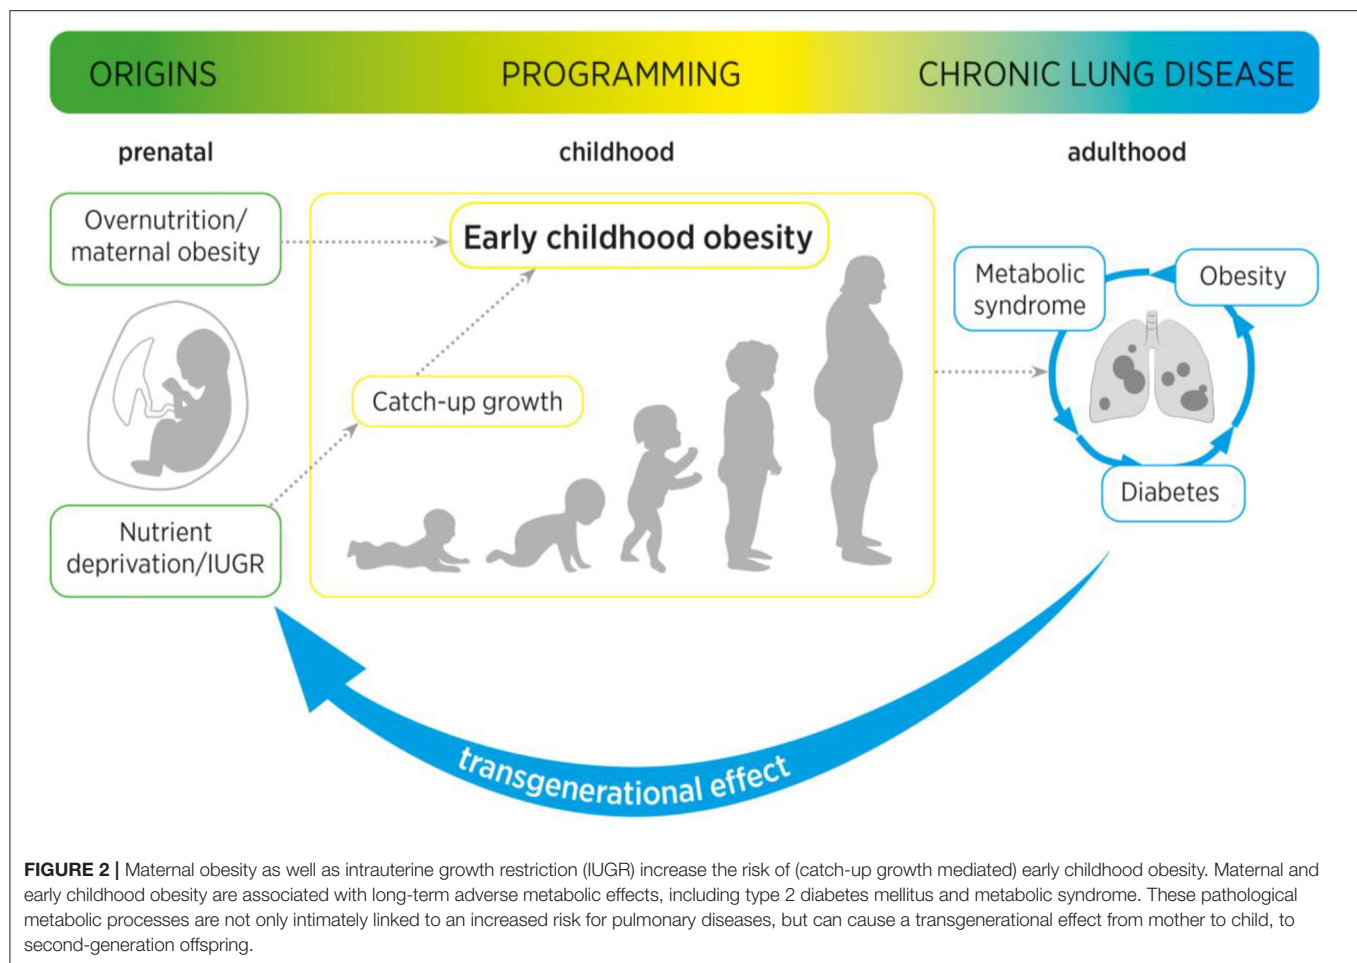 ORIGINS
PROGRAMMING
CHRONIC LUNG DISEASE
prenatal
childhood
adulthood
Overnutrition/
maternal obesity
Early childhood obesity
Metabolic
syndrome
Obesity
Catch-up growth
Diabetes
Nutrient
deprivation/IUGR
transgenerational effect
FIGURE 2 | Maternal obesity as well as intrauterine growth restriction (IUGR) increase the risk of (catch-up growth mediated) early childhood obesity. Maternal and
early childhood obesity are associated with long-term adverse metabolic effects, including type 2 diabetes mellitus and metabolic syndrome. These pathological
metabolic processes are not only intimately linked to an increased risk for pulmonary diseases, but can cause a transgenerational effect from mother to child, to
second-generation offspring.